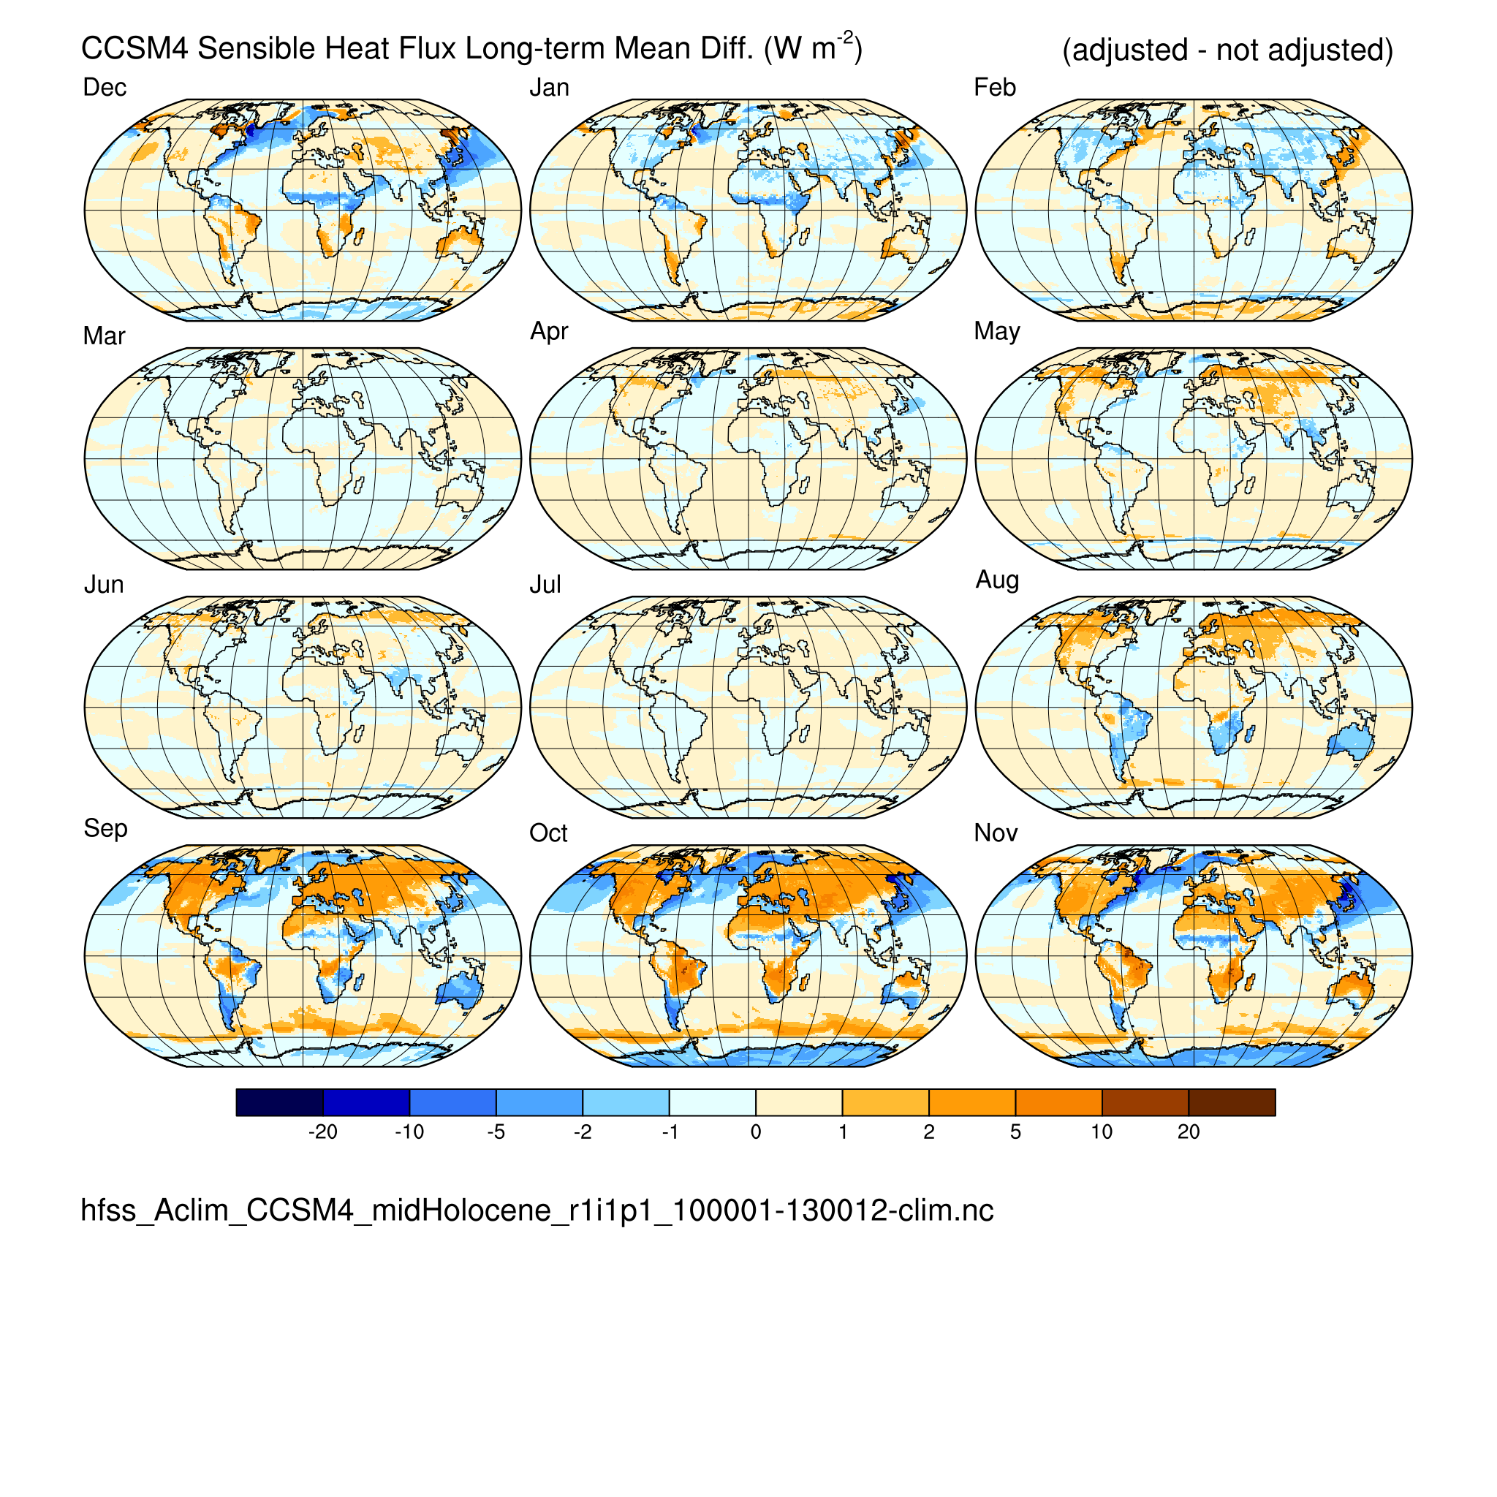 CCSM4 Sensible Heat Flux Long-term Mean Diff. (W m-2) (adjusted - not adjusted)
Dec Jan Feb
Mar Apr May
Jun Jul Aug
Sep Oct Nov
-20 -10 -5 -2 -1 0 1 2 5 10 20
hfss_Aclim_CCSM4_midHolocene_r1i1p1_100001-130012-clim.nc